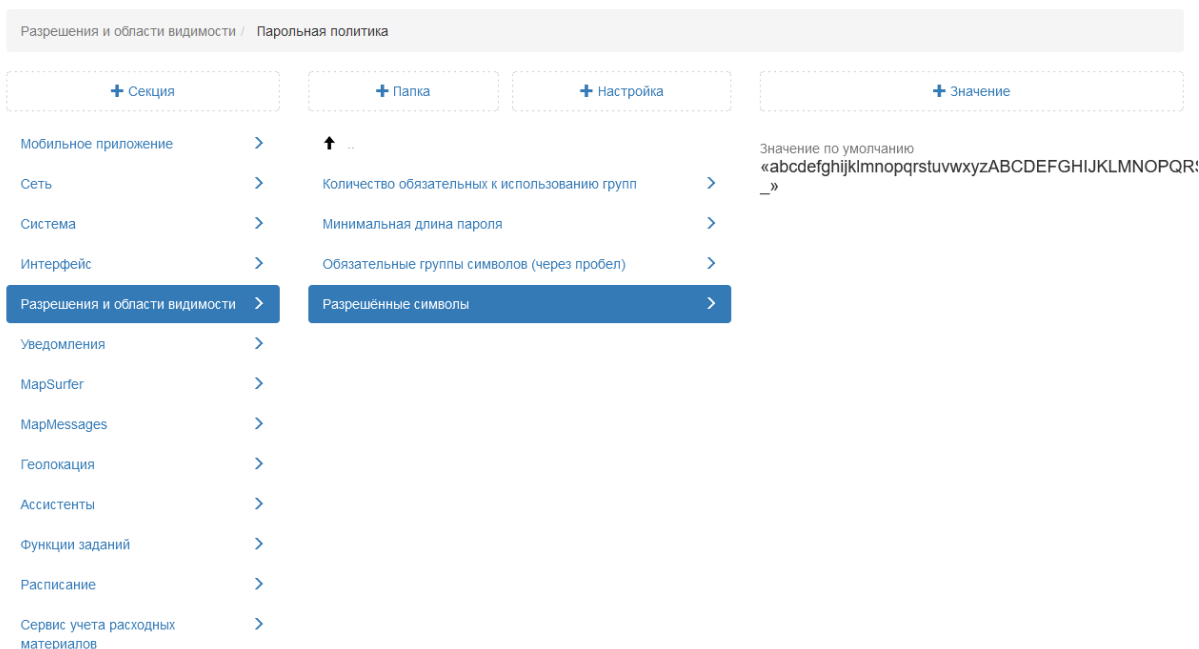 Разрешения и области видимости / Парольная политика
+ Секция
+ Папка
+ Настройка
+ Значение
Мобильное приложение
Сеть
Система
Интерфейс
Разрешения и области видимости
Уведомления
MapSurfer
MapMessages
Геолокация
Ассистенты
Функции заданий
Расписание
Сервис учета расходных
материалов
..
Количество обязательных к использованию групп
Минимальная длина пароля
Обязательные группы символов (через пробел)
Разрешённые символы
Значение по умолчанию
«abcdefghijklmnopqrstuvwxyzABCDEFGHIJKLMNOPQRS
_»